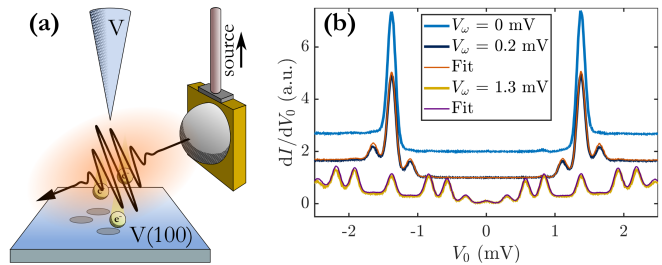 (a)
V
source
e⁻
e⁻
e⁻
V(100)
(b)
dI/dV₀ (a.u.)
6
4
2
0
V_ω = 0 mV
V_ω = 0.2 mV
Fit
V_ω = 1.3 mV
Fit
-2 -1 0 1 2
V₀ (mV)